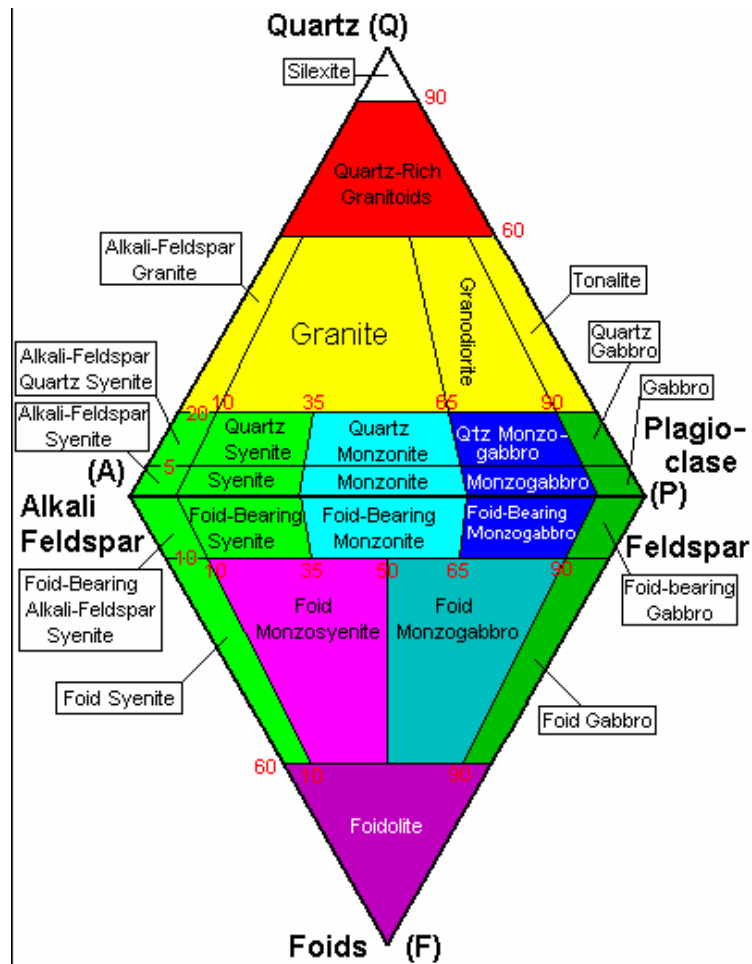 Quartz (Q)
Silexite
90
Quartz-Rich
Granitoids
60
Alkali-Feldspar
Granite
Tonalite
Granite
Granodiorite
Quartz
Gabbro
Alkali-Feldspar
Quartz Syenite
Gabbro
20
10
35
65
90
Alkali-Feldspar
Syenite
Quartz
Syenite
Quartz
Monzonite
Qtz Monzo-
gabbro
Plagio-
clase
(A)
5
Syenite
Monzonite
Monzogabbro
(P)
Alkali
Feldspar
Foid-Bearing
Syenite
Foid-Bearing
Monzonite
Foid-Bearing
Monzogabbro
Feldspar
10
10
35
50
65
90
Foid-Bearing
Alkali-Feldspar
Syenite
Foid-bearing
Gabbro
Foid
Monzosyenite
Foid
Monzogabbro
Foid Syenite
Foid Gabbro
60
10
90
Foidolite
Foids (F)